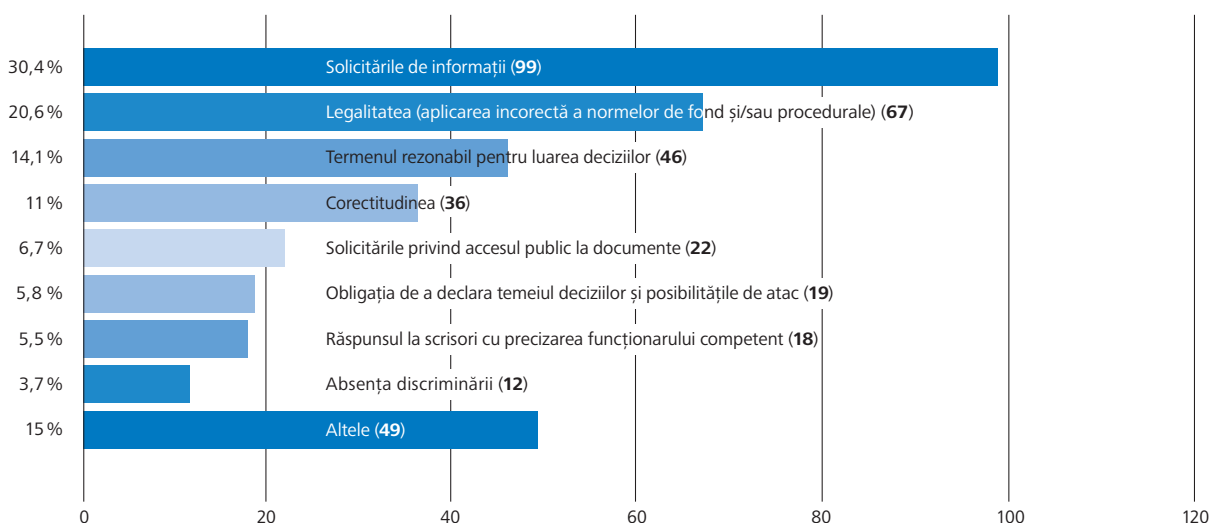 30,4 % Solicitările de informații (99)
20,6 % Legalitatea (aplicarea incorectă a normelor de fond și/sau procedurale) (67)
14,1 % Termenul rezonabil pentru luarea deciziilor (46)
11 % Corectitudinea (36)
6,7 % Solicitările privind accesul public la documente (22)
5,8 % Obligația de a declara temeiul deciziilor și posibilitățile de atac (19)
5,5 % Răspunsul la scrisori cu precizarea funcționarului competent (18)
3,7 % Absența discriminării (12)
15 % Altele (49)
0 20 40 60 80 100 120